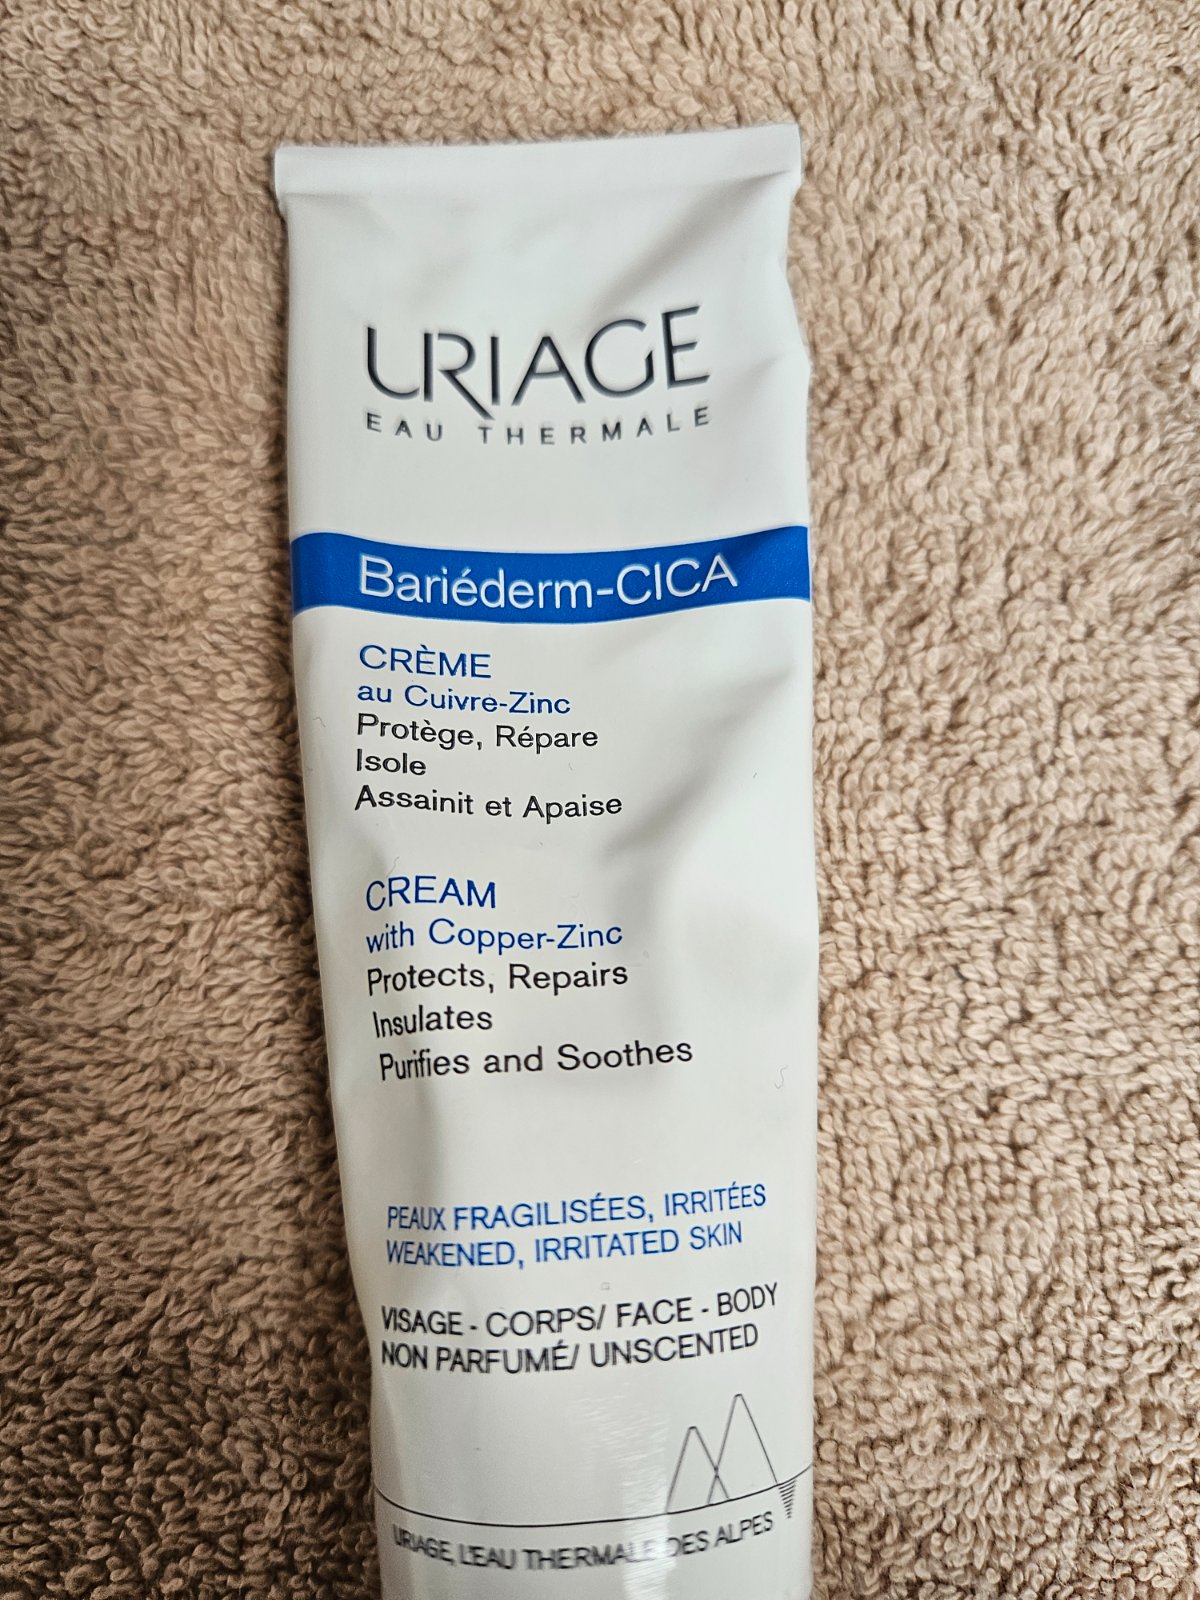 URIAGE
EAU THERMALE
Bariéderm-CICA
CRÈME
au Cuivre-Zinc
Protège, Répare
Isole
Assainit et Apaise
CREAM
with Copper-Zinc
Protects, Repairs
Insulates
Purifies and Soothes
PEAUX FRAGILISÉES, IRRITÉES
WEAKENED, IRRITATED SKIN
VISAGE - CORPS/ FACE - BODY
NON PARFUMÉ/ UNSCENTED
URIAGE, L'EAU THERMALE DES ALPES